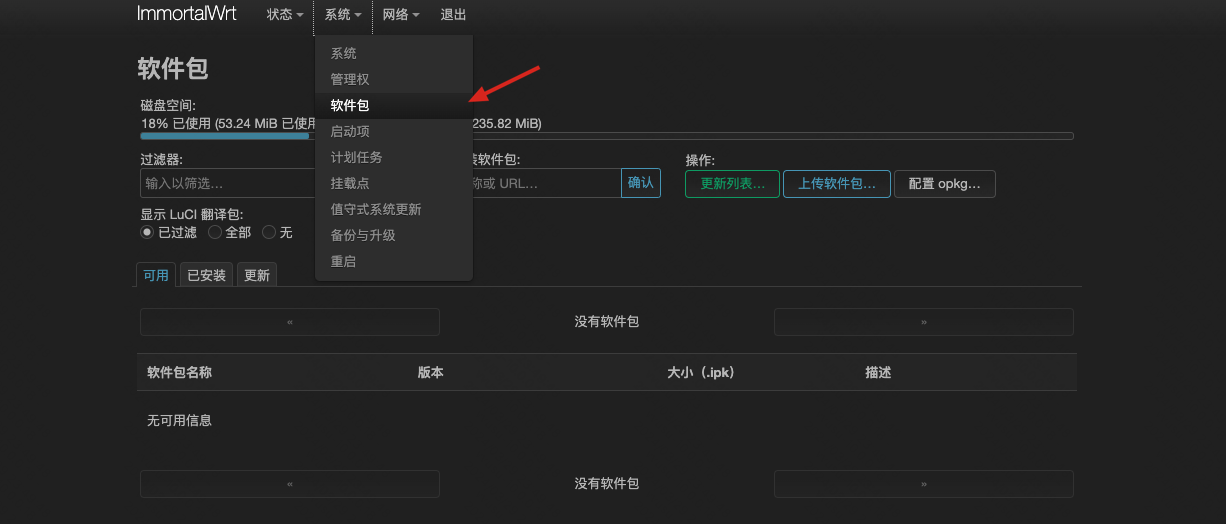 ImmortalWrt 状态 系统 网络 退出
系统
管理权
软件包
启动项
计划任务
挂载点
值守式系统更新
备份与升级
重启
软件包
磁盘空间:
18% 已使用 (53.24 MiB 已使用 235.82 MiB)
过滤器: 软件包: 操作:
输入以筛选… 称或 URL… 确认 更新列表… 上传软件包… 配置 opkg…
显示 LuCI 翻译包:
已过滤 全部 无
可用 已安装 更新
« 没有软件包 »
软件包名称 版本 大小（.ipk） 描述
无可用信息
« 没有软件包 »